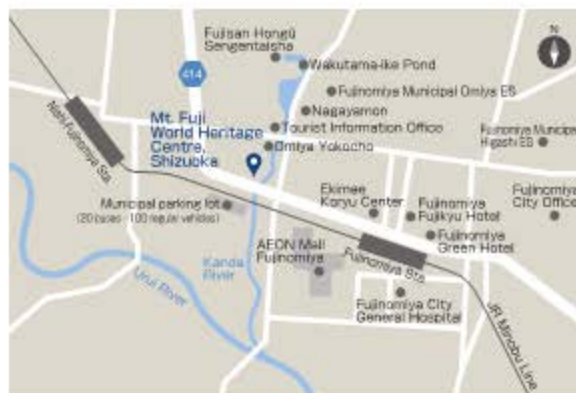 Fujisan Hongū
Sengentaisha
Wakutama-ike Pond
414
Fujinomiya Municipal Omiya ES
Nagayamon
Mt. Fuji
World Heritage
Centre,
Shizuoka
Tourist Information Office
Omiya Yokocho
Fujinomiya Municipal
Higashi ES
Nishi-Fujinomiya Sta.
Municipal parking lot
(20 buses · 100 regular vehicles)
Ekimae
Koryu Center
Fujinomiya
Fujikyu Hotel
Fujinomiya
City Office
Fujinomiya
Green Hotel
Kanda
River
AEON Mall
Fujinomiya
Fujinomiya Sta.
Urui River
Fujinomiya City
General Hospital
JR Minobu Line
N